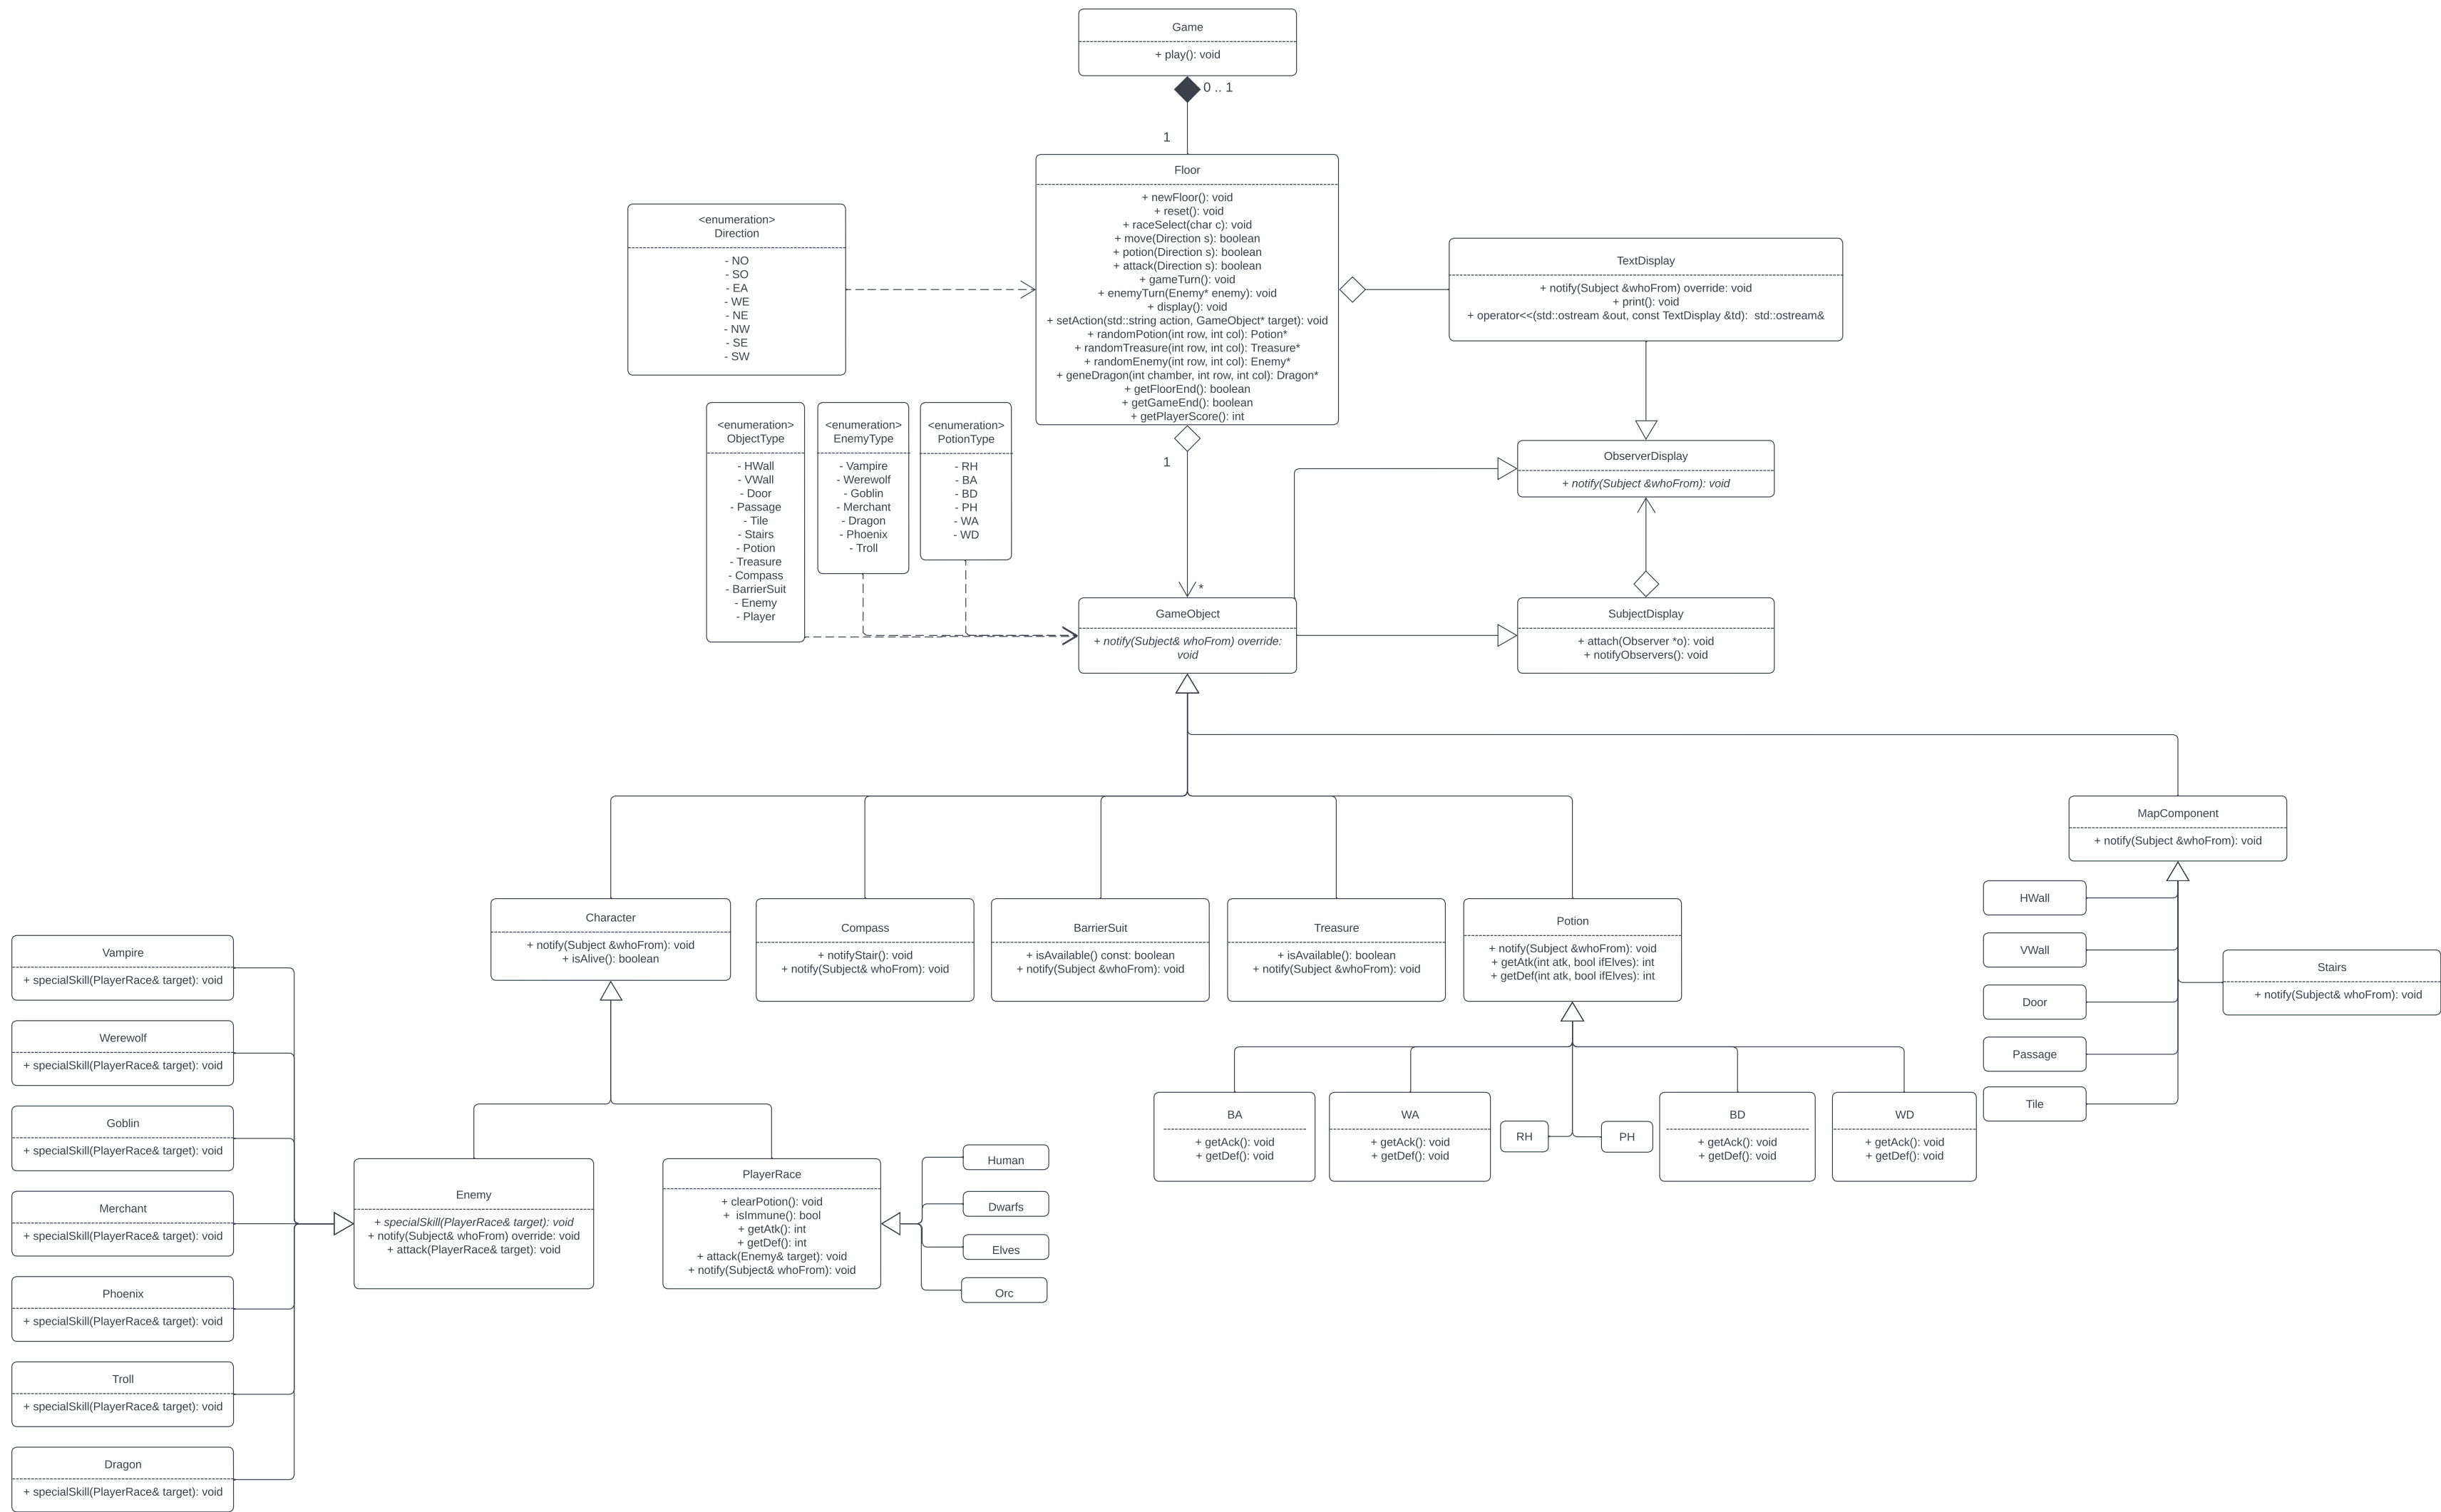 Game
+ play(): void
0 .. 1
1
Floor
+ newFloor(): void
+ reset(): void
+ raceSelect(char c): void
+ move(Direction s): boolean
+ potion(Direction s): boolean
+ attack(Direction s): boolean
+ gameTurn(): void
+ enemyTurn(Enemy* enemy): void
+ display(): void
+ setAction(std::string action, GameObject* target): void
+ randomPotion(int row, int col): Potion*
+ randomTreasure(int row, int col): Treasure*
+ randomEnemy(int row, int col): Enemy*
+ geneDragon(int chamber, int row, int col): Dragon*
+ getFloorEnd(): boolean
+ getGameEnd(): boolean
+ getPlayerScore(): int
<enumeration>
Direction
- NO
- SO
- EA
- WE
- NE
- NW
- SE
- SW
TextDisplay
+ notify(Subject &whoFrom) override: void
+ print(): void
+ operator<<(std::ostream &out, const TextDisplay &td):  std::ostream&
<enumeration>
ObjectType
- HWall
- VWall
- Door
- Passage
- Tile
- Stairs
- Potion
- Treasure
- Compass
- BarrierSuit
- Enemy
- Player
<enumeration>
EnemyType
- Vampire
- Werewolf
- Goblin
- Merchant
- Dragon
- Phoenix
- Troll
<enumeration>
PotionType
- RH
- BA
- BD
- PH
- WA
- WD
1
*
ObserverDisplay
+ notify(Subject &whoFrom): void
GameObject
+ notify(Subject& whoFrom) override:
void
SubjectDisplay
+ attach(Observer *o): void
+ notifyObservers(): void
MapComponent
+ notify(Subject &whoFrom): void
Character
+ notify(Subject &whoFrom): void
+ isAlive(): boolean
Compass
+ notifyStair(): void
+ notify(Subject& whoFrom): void
BarrierSuit
+ isAvailable() const: boolean
+ notify(Subject &whoFrom): void
Treasure
+ isAvailable(): boolean
+ notify(Subject &whoFrom): void
Potion
+ notify(Subject &whoFrom): void
+ getAtk(int atk, bool ifElves): int
+ getDef(int atk, bool ifElves): int
HWall
VWall
Door
Passage
Tile
Stairs
+ notify(Subject& whoFrom): void
Vampire
+ specialSkill(PlayerRace& target): void
Werewolf
+ specialSkill(PlayerRace& target): void
Goblin
+ specialSkill(PlayerRace& target): void
Merchant
+ specialSkill(PlayerRace& target): void
Phoenix
+ specialSkill(PlayerRace& target): void
Troll
+ specialSkill(PlayerRace& target): void
Dragon
+ specialSkill(PlayerRace& target): void
Enemy
+ specialSkill(PlayerRace& target): void
+ notify(Subject& whoFrom) override: void
+ attack(PlayerRace& target): void
PlayerRace
+ clearPotion(): void
+  isImmune(): bool
+ getAtk(): int
+ getDef(): int
+ attack(Enemy& target): void
+ notify(Subject& whoFrom): void
Human
Dwarfs
Elves
Orc
BA
+ getAck(): void
+ getDef(): void
WA
+ getAck(): void
+ getDef(): void
RH
PH
BD
+ getAck(): void
+ getDef(): void
WD
+ getAck(): void
+ getDef(): void